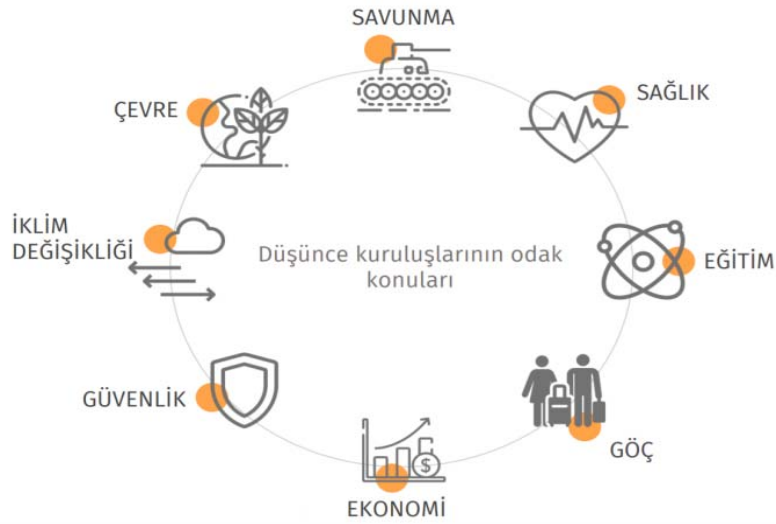 SAVUNMA
SAĞLIK
ÇEVRE
İKLİM
DEĞİŞİKLİĞİ
Düşünce kuruluşlarının odak
konuları
EĞİTİM
GÜVENLİK
GÖÇ
$
EKONOMİ